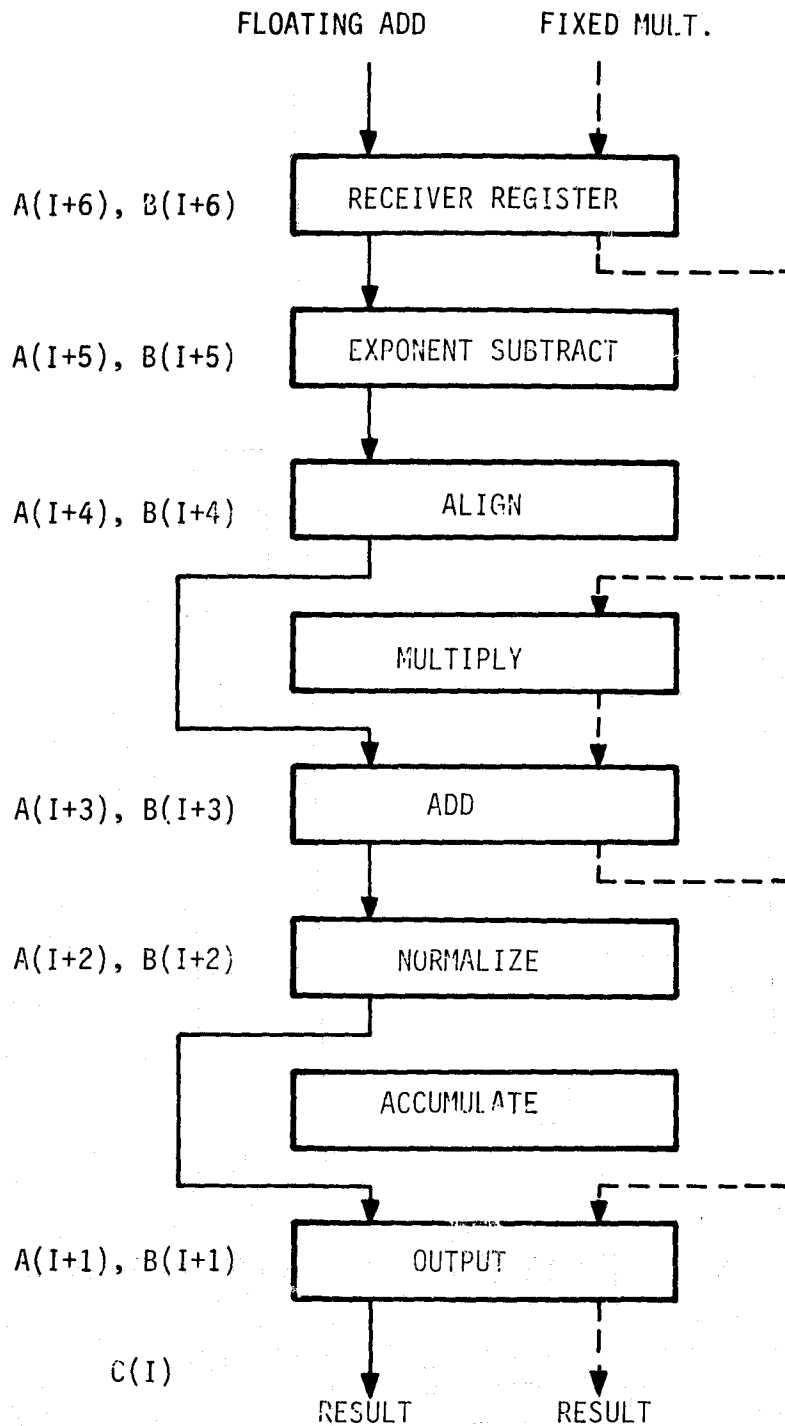 FLOATING ADD FIXED MULT.
A(I+6), B(I+6) RECEIVER REGISTER
A(I+5), B(I+5) EXPONENT SUBTRACT
A(I+4), B(I+4) ALIGN
MULTIPLY
A(I+3), B(I+3) ADD
A(I+2), B(I+2) NORMALIZE
ACCUMULATE
A(I+1), B(I+1) OUTPUT
C(I)
RESULT RESULT